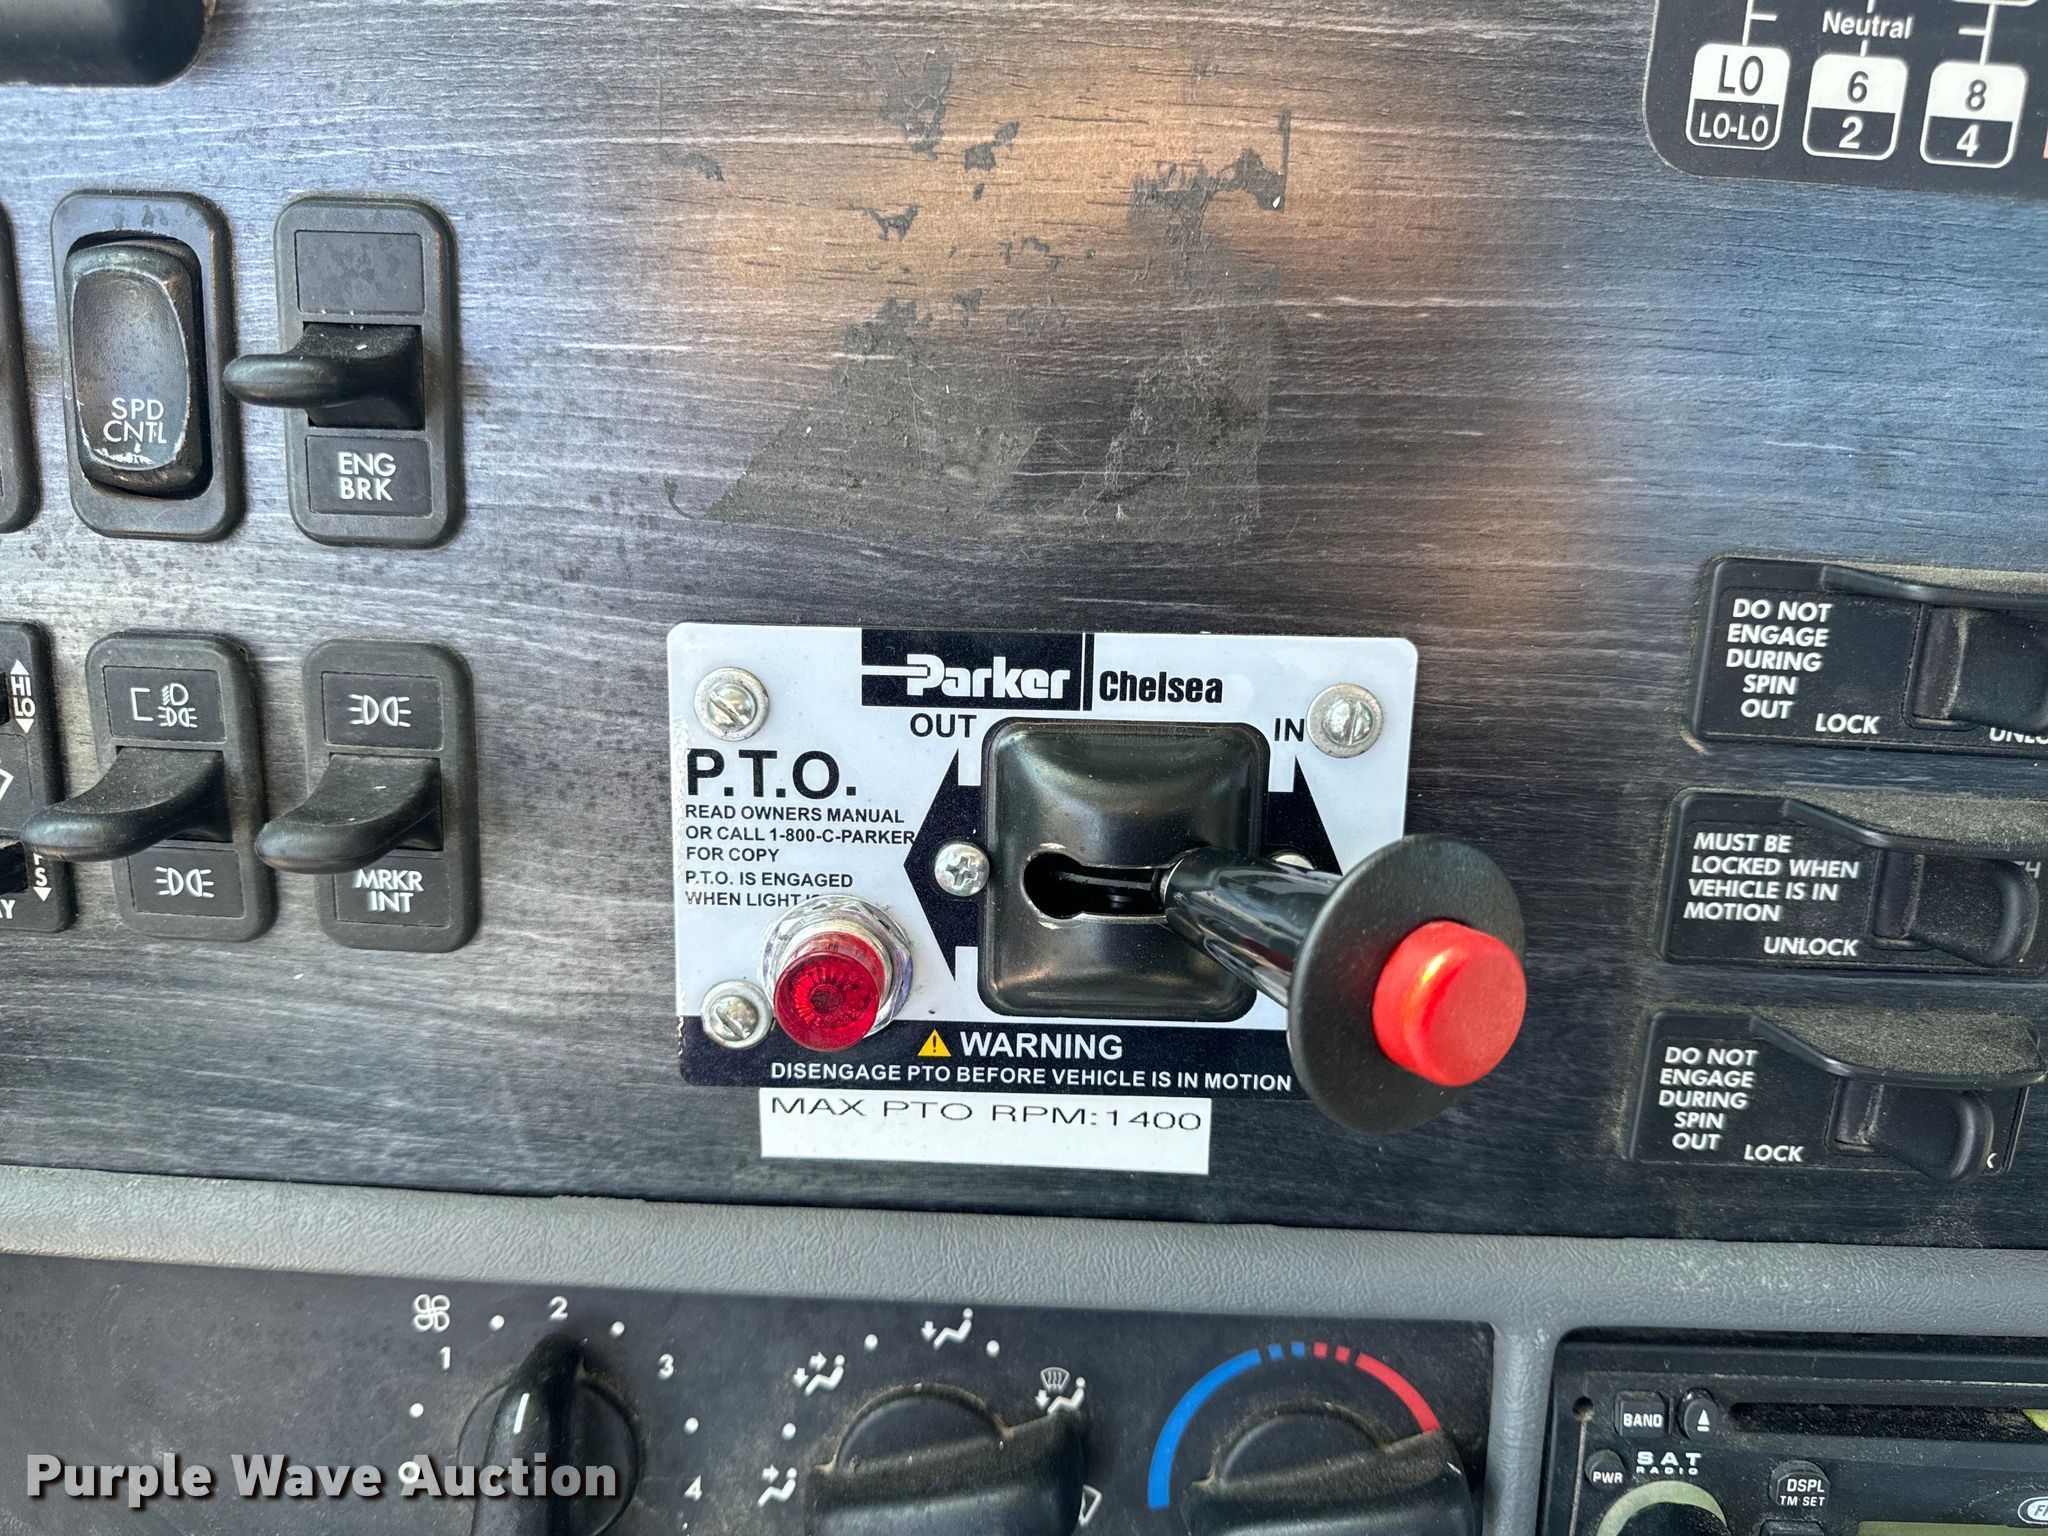 Neutral
LO
LO-LO
6
2
8
4
SPD
CNTL
ENG
BRK
HI
LO
MRKR
INT
Parker
Chelsea
OUT
IN
P.T.O.
READ OWNERS MANUAL
OR CALL 1-800-C-PARKER
FOR COPY
P.T.O. IS ENGAGED
WHEN LIGHT
WARNING
DISENGAGE PTO BEFORE VEHICLE IS IN MOTION
MAX PTO RPM:1400
DO NOT
ENGAGE
DURING
SPIN
OUT
LOCK
MUST BE
LOCKED WHEN
VEHICLE IS IN
MOTION
UNLOCK
DO NOT
ENGAGE
DURING
SPIN
OUT
LOCK
1
2
3
4
0
BAND
SAT
RADIO
PWR
DSPL
TM SET
Purple Wave Auction